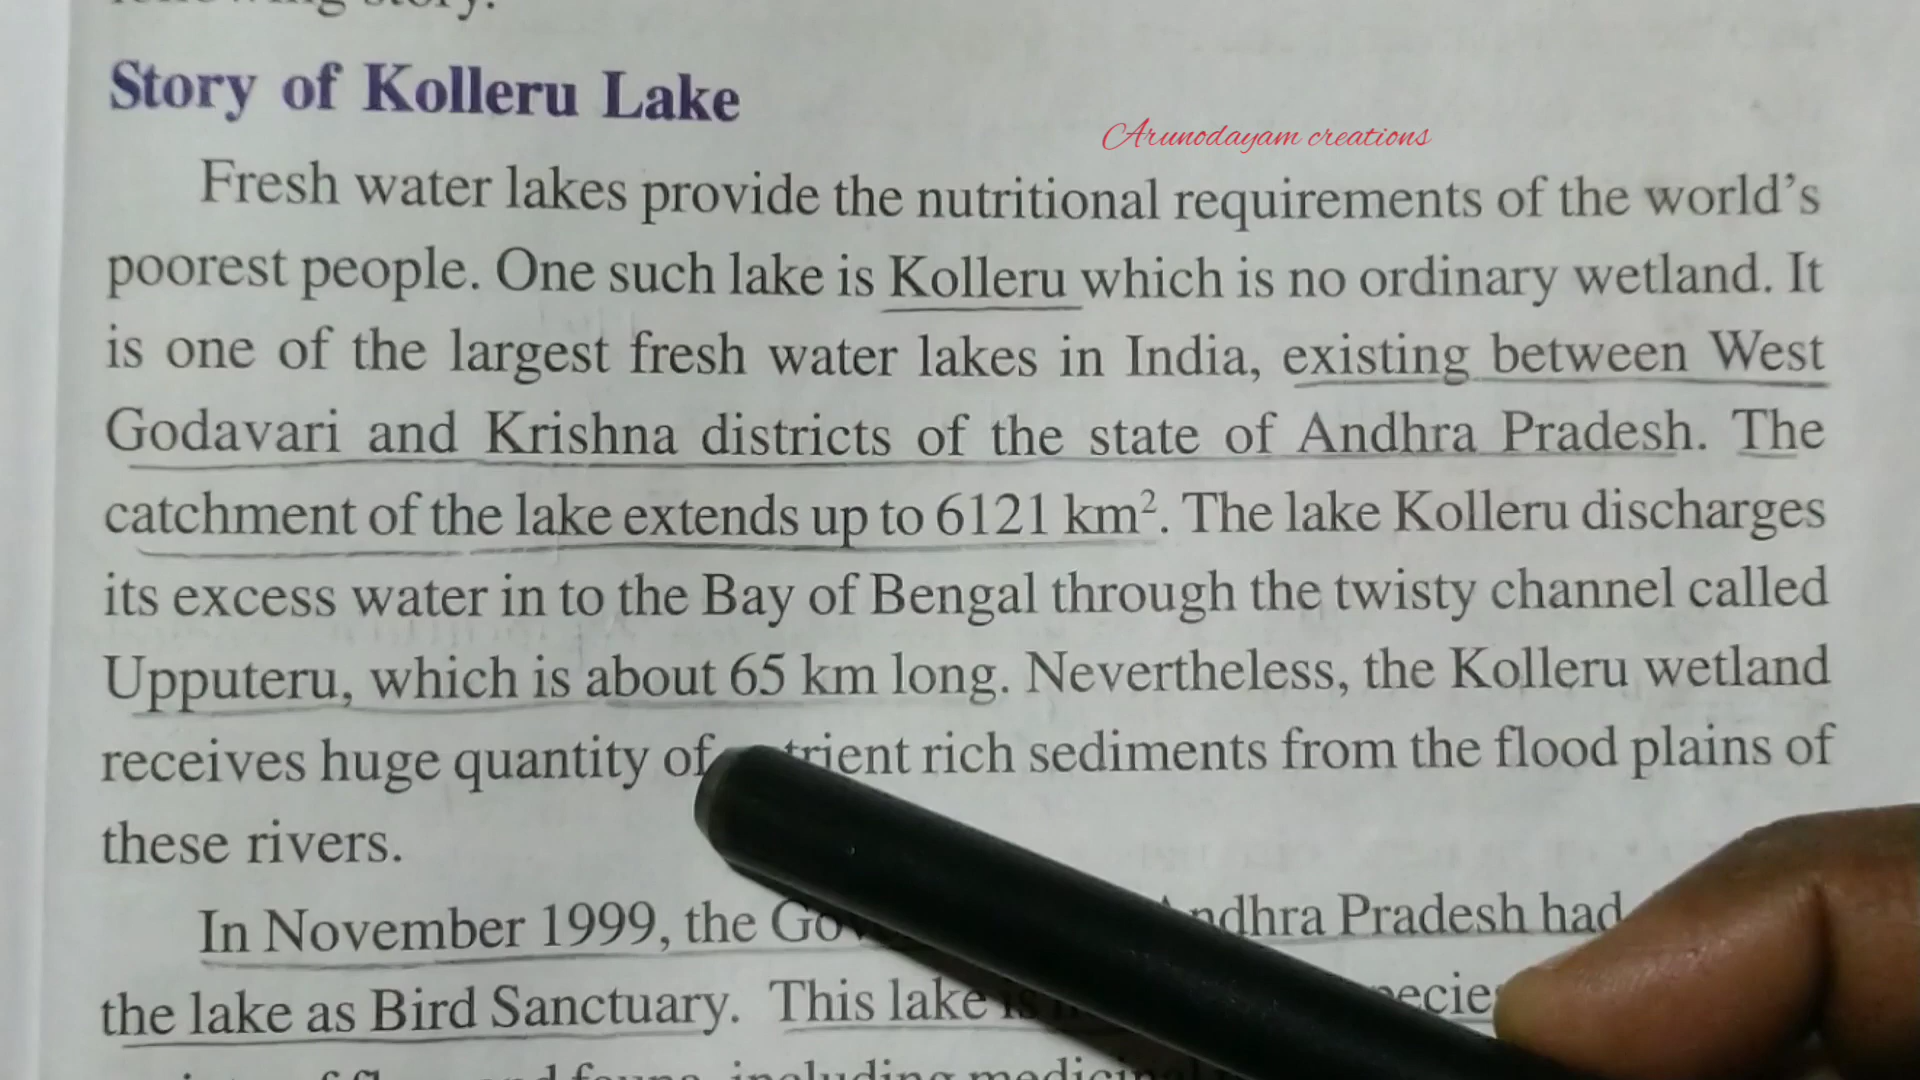 following story.
Story of Kolleru Lake
Arunodayam creations
Fresh water lakes provide the nutritional requirements of the world's
poorest people. One such lake is Kolleru which is no ordinary wetland. It
is one of the largest fresh water lakes in India, existing between West
Godavari and Krishna districts of the state of Andhra Pradesh. The
catchment of the lake extends up to 6121 km². The lake Kolleru discharges
its excess water in to the Bay of Bengal through the twisty channel called
Upputeru, which is about 65 km long. Nevertheless, the Kolleru wetland
receives huge quantity of rich sediments from the flood plains of
these rivers.
In November 1999, the Andhra Pradesh had
the lake as Bird Sanctuary. This lake
including